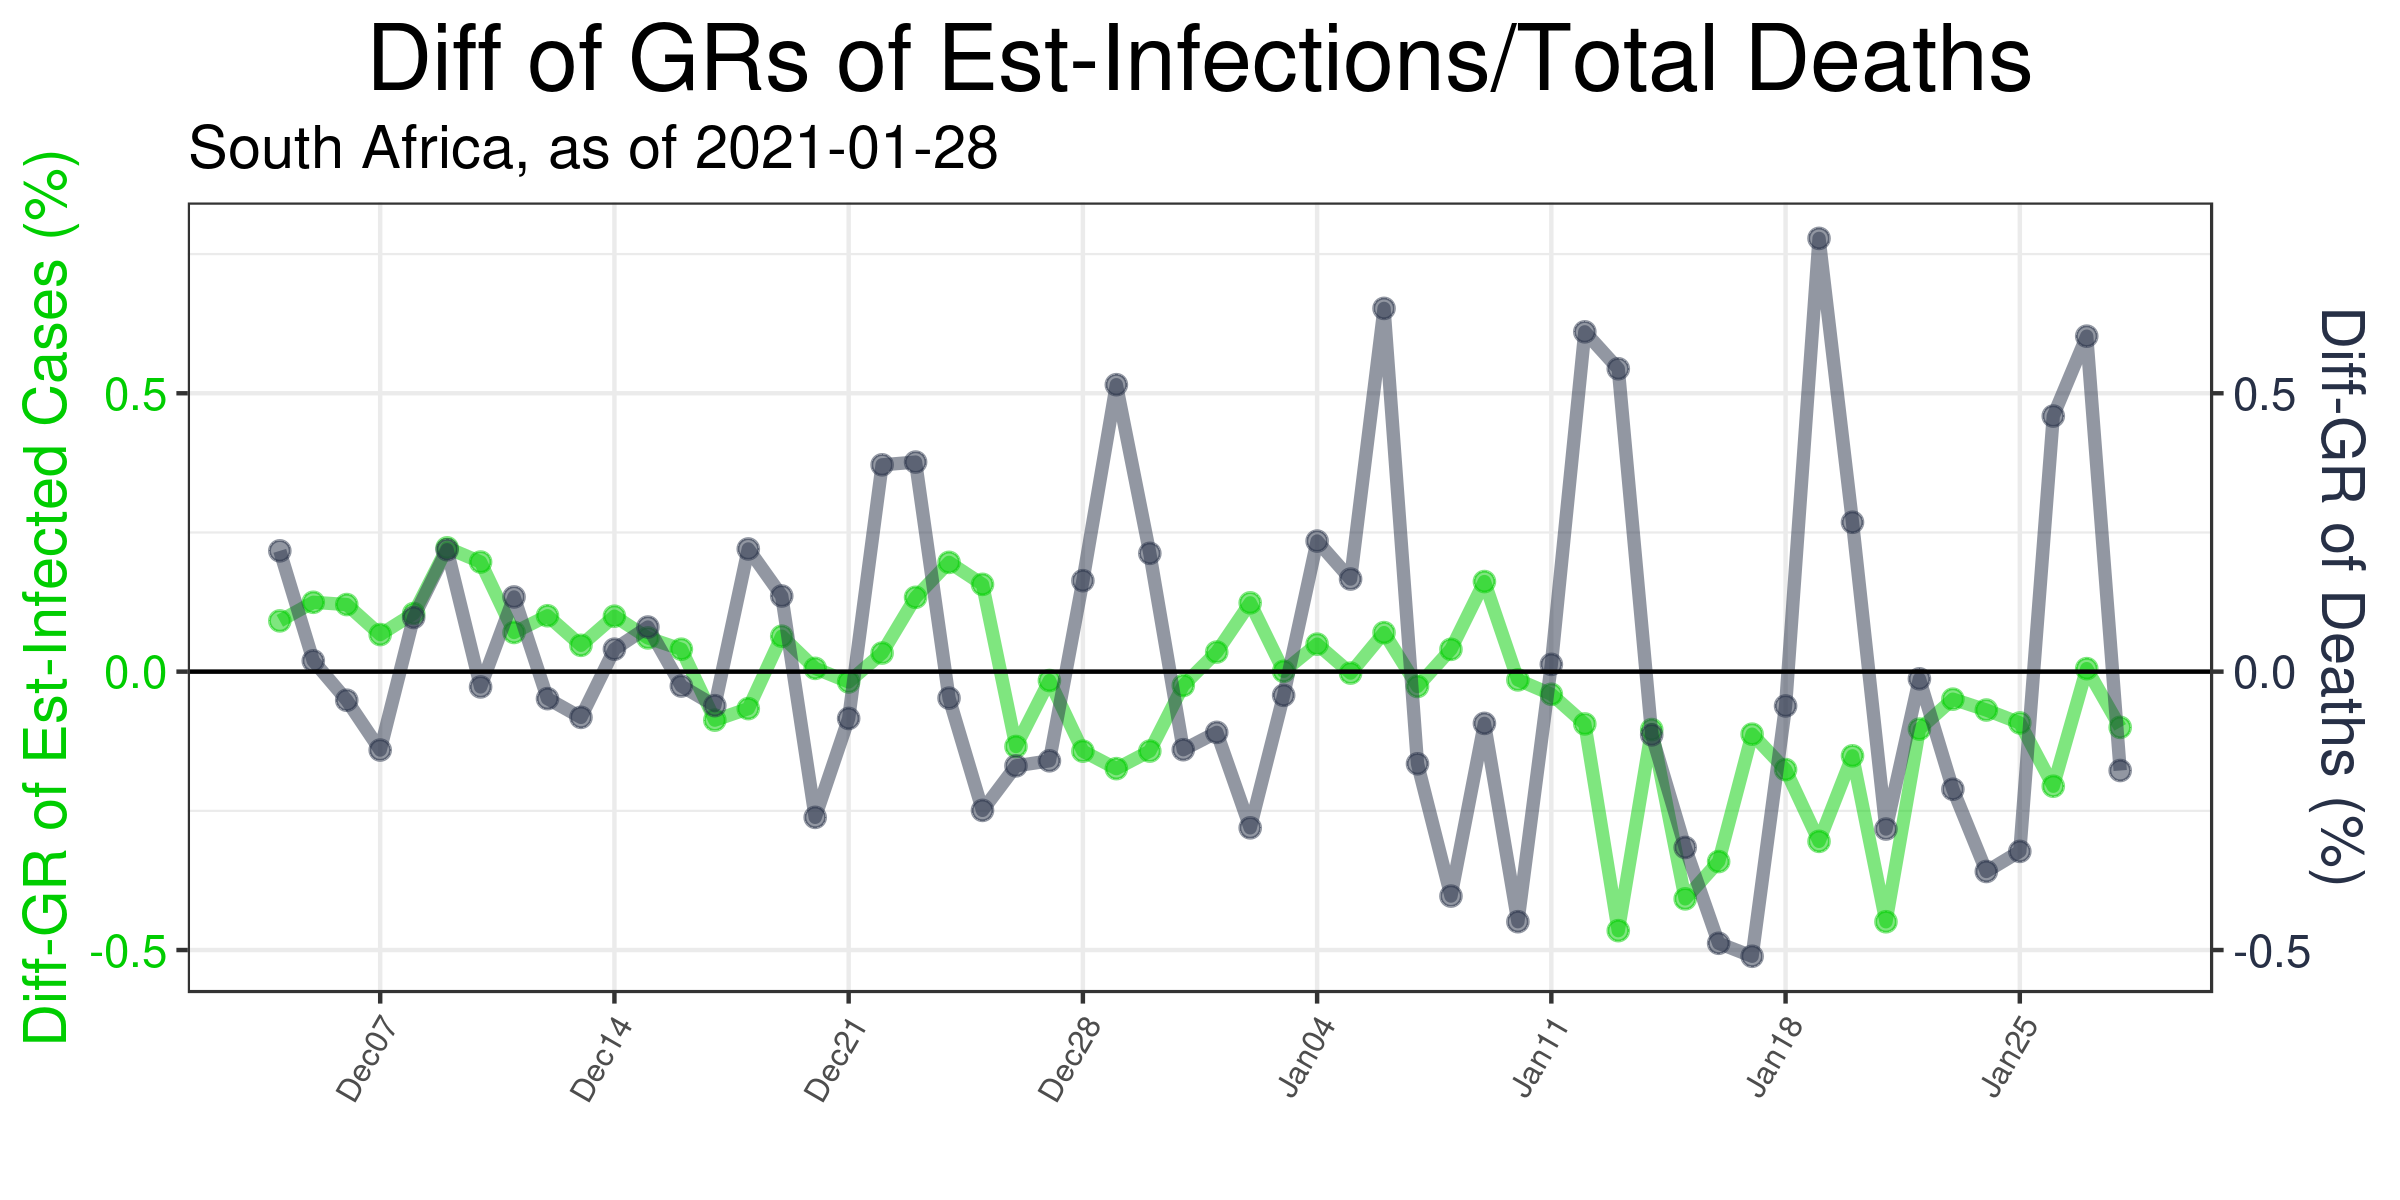 Diff of GRs of Est-Infections/Total Deaths
South Africa, as of 2021-01-28
Diff-GR of Est-Infected Cases (%)
0.5
0.0
-0.5
0.5
0.0
-0.5
Diff-GR of Deaths (%)
Dec07
Dec14
Dec21
Dec28
Jan04
Jan11
Jan18
Jan25